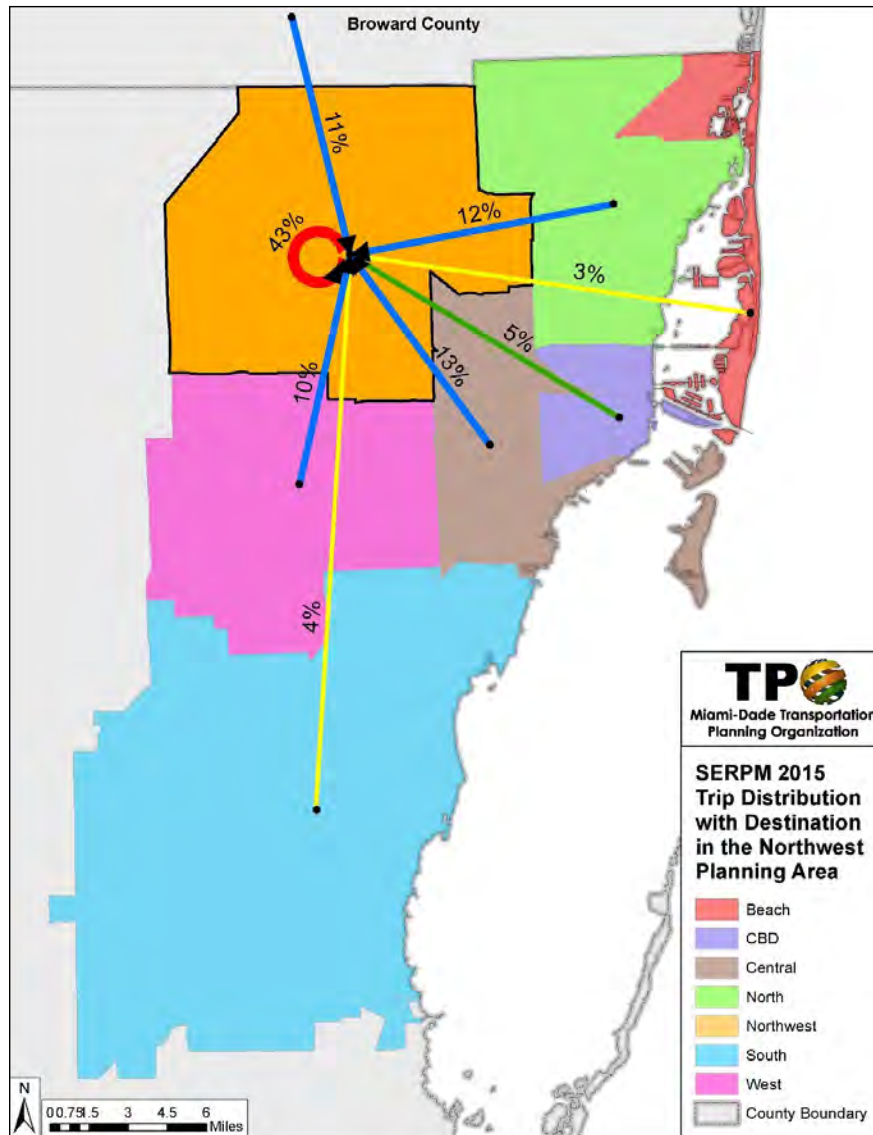 Broward County
11%
12%
43%
3%
5%
13%
10%
4%
TPO
Miami-Dade Transportation
Planning Organization
SERPM 2015
Trip Distribution
with Destination
in the Northwest
Planning Area
Beach
CBD
Central
North
Northwest
South
West
County Boundary
N
0 0.75 1.5 3 4.5 6
Miles